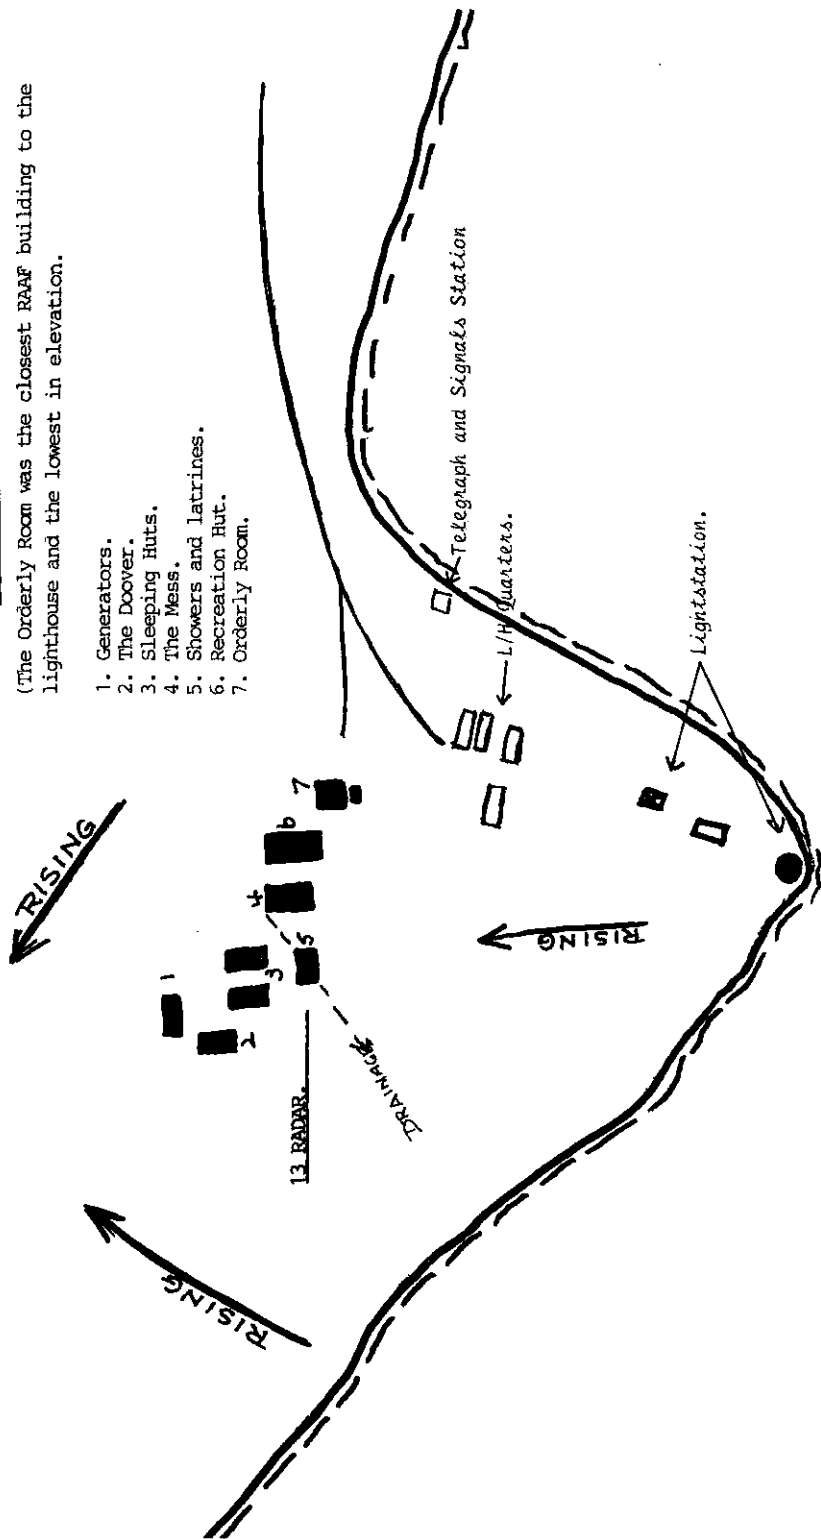 (The Orderly Room was the closest RAAF building to the
lighthouse and the lowest in elevation.
1. Generators.
2. The Doover.
3. Sleeping Huts.
4. The Mess.
5. Showers and latrines.
6. Recreation Hut.
7. Orderly Room.
RISING
1
2
3
4
5
6
7
13 RADAR.
DRAINAGE
RISING
RISING
Telegraph and Signals Station
L/H Quarters.
Lightstation.